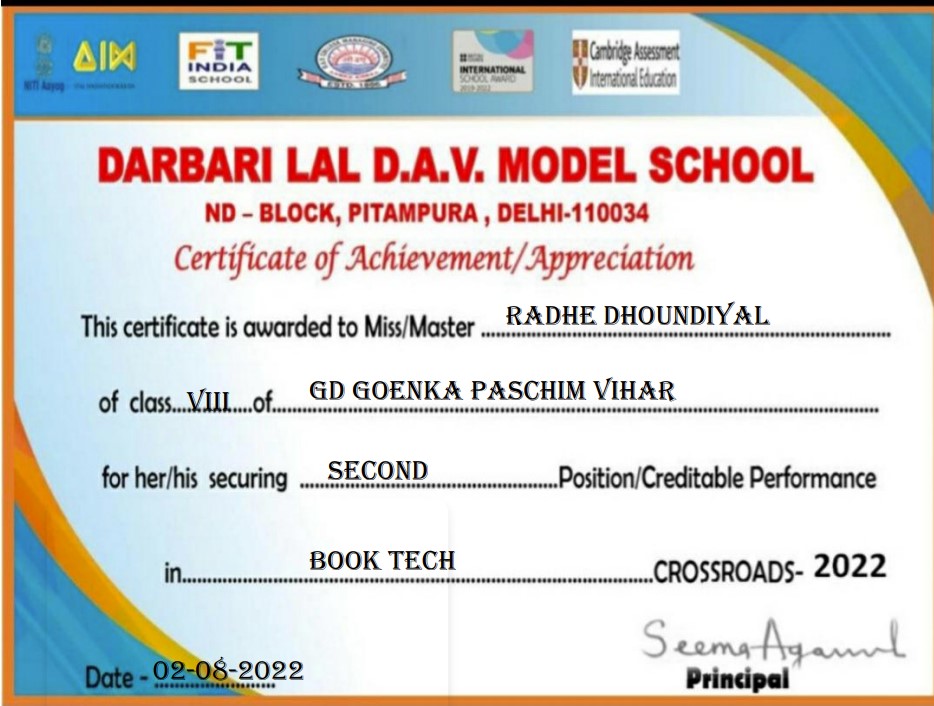 NITI Aayog
AIM
FIT
INDIA
SCHOOL
ESTD. 1886
INTERNATIONAL
SCHOOL AWARD
2019-2022
Cambridge Assessment
International Education
DARBARI LAL D.A.V. MODEL SCHOOL
ND – BLOCK, PITAMPURA , DELHI-110034
Certificate of Achievement/Appreciation
This certificate is awarded to Miss/Master ........RADHE DHOUNDIYAL........
of class...VIII....of........GD GOENKA PASCHIM VIHAR........
for her/his securing ........SECOND........Position/Creditable Performance
in........BOOK TECH........CROSSROADS- 2022
Seema Agarwal
Date - 02-08-2022
Principal